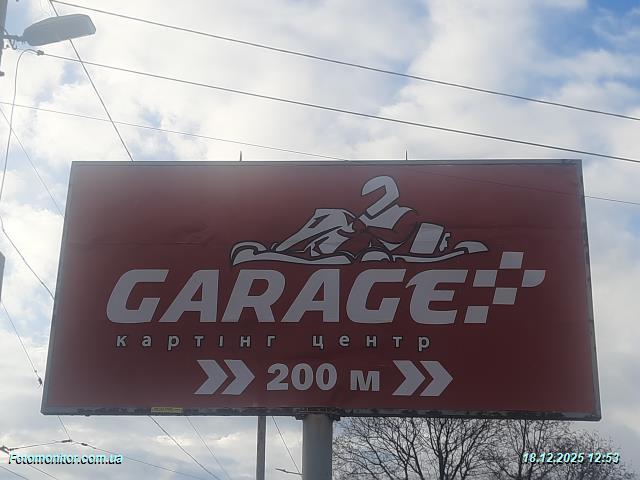 GARAGE
картінг центр
200 м
Fotomonitor.com.ua
18.12.2025 12:53